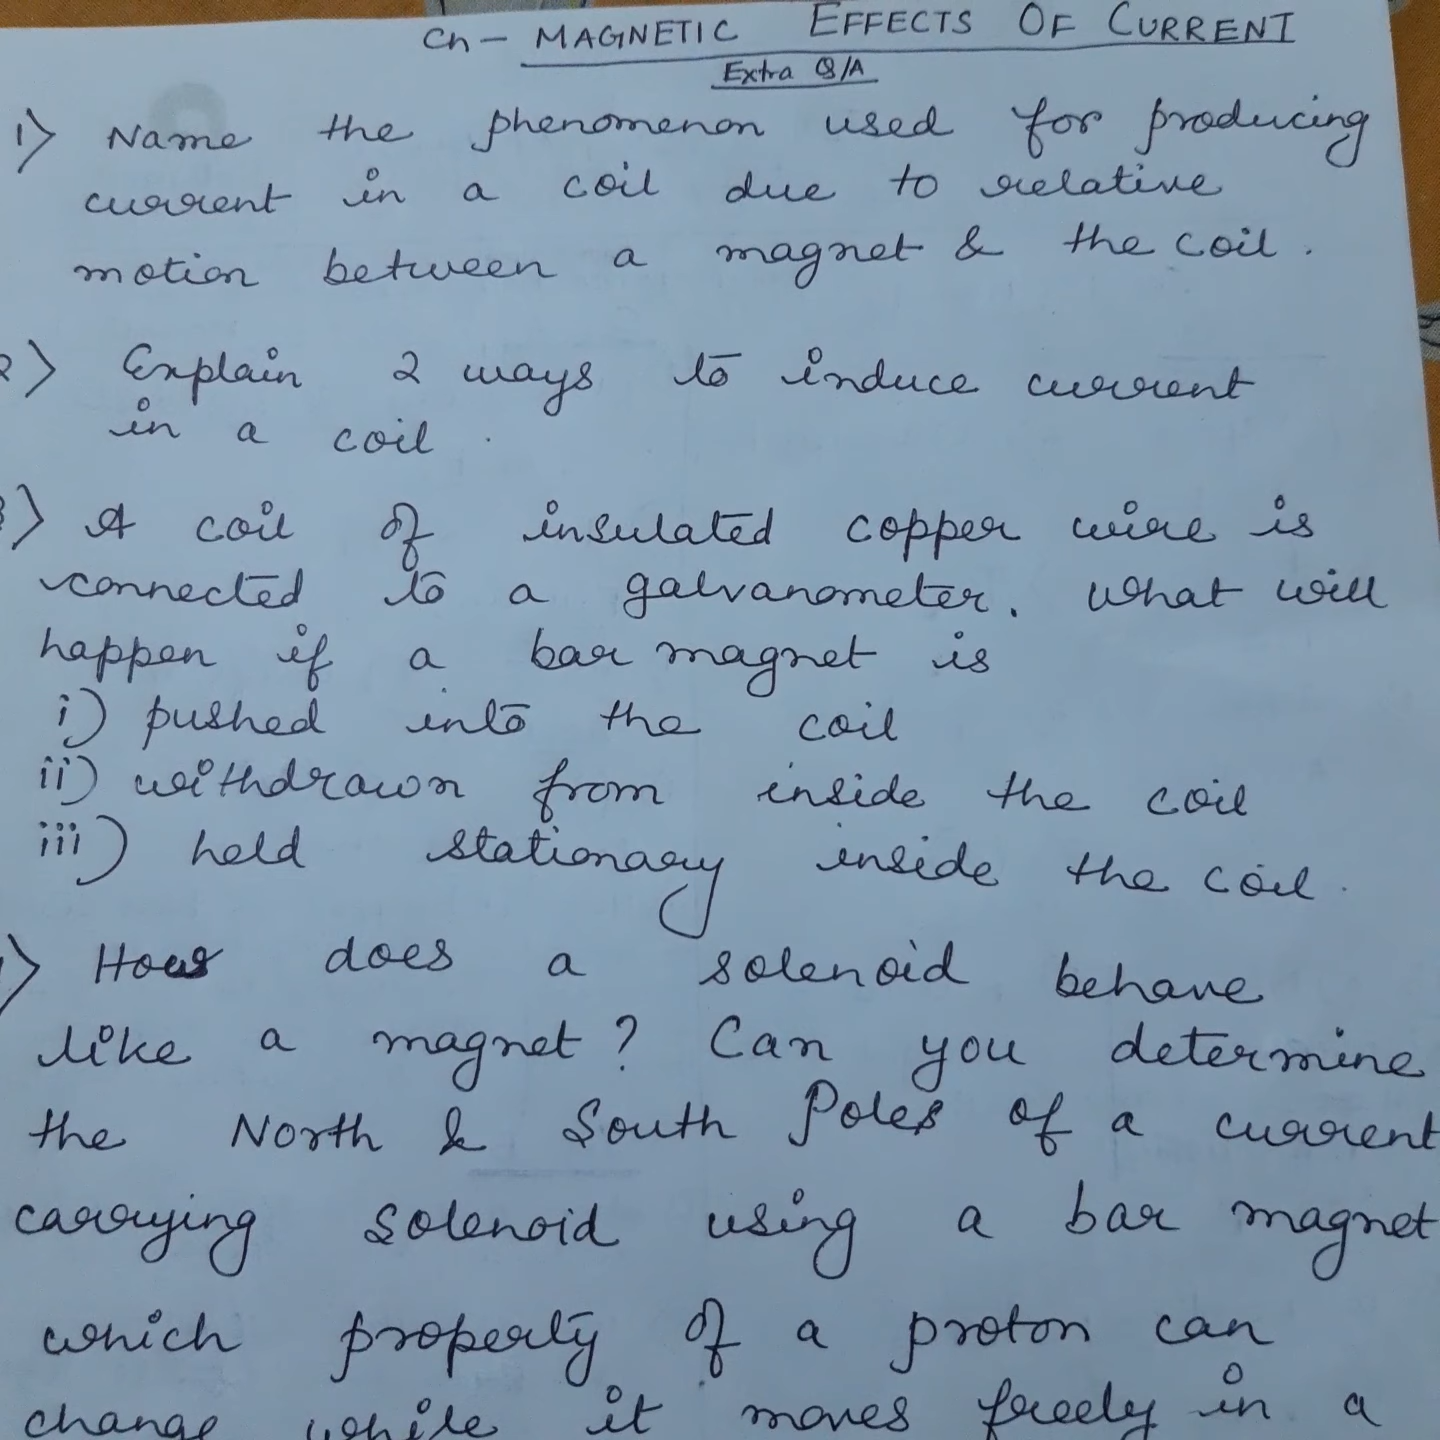 Ch - MAGNETIC EFFECTS OF CURRENT
Extra Q/A
1) Name the phenomenon used for producing
current in a coil due to relative
motion between a magnet & the coil.
2) Explain 2 ways to induce current
in a coil.
3) A coil of insulated copper wire is
connected to a galvanometer. What will
happen if a bar magnet is
i) pushed into the coil
ii) withdrawn from inside the coil
iii) held stationary inside the coil.
) How does a solenoid behave
like a magnet? Can you determine
the North & South Poles of a current
carrying solenoid using a bar magnet
which property of a proton can
change while it moves freely in a